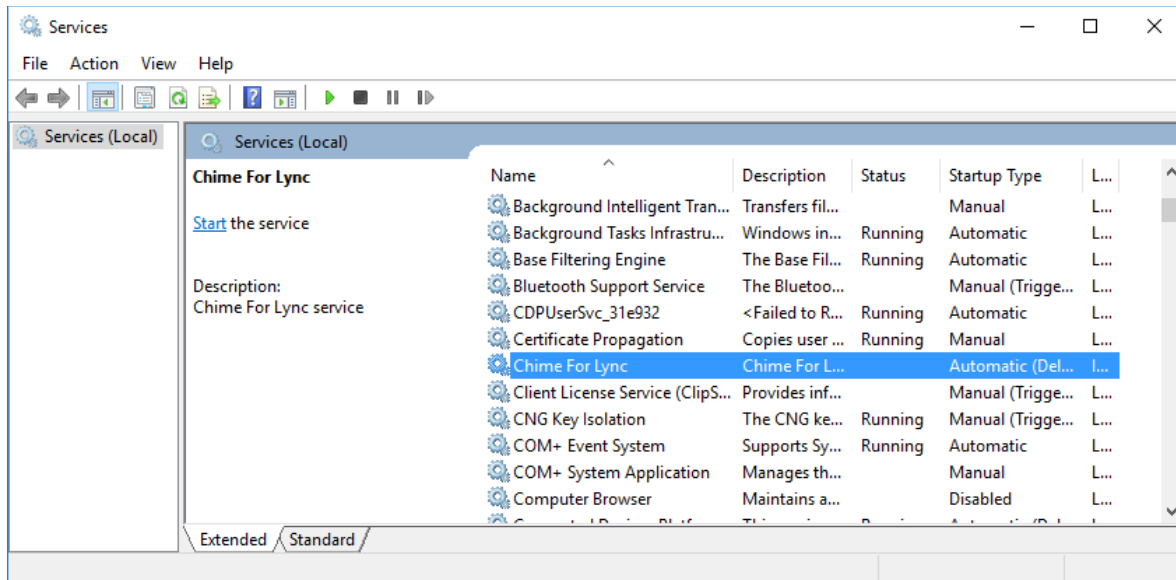 Services
File Action View Help
Services (Local)
Services (Local)
Chime For Lync
Start the service
Description:
Chime For Lync service
Name Description Status Startup Type L...
Background Intelligent Tran... Transfers fil... Manual L...
Background Tasks Infrastru... Windows in... Running Automatic L...
Base Filtering Engine The Base Fil... Running Automatic L...
Bluetooth Support Service The Bluetoo... Manual (Trigge... L...
CDPUserSvc_31e932 <Failed to R... Running Automatic L...
Certificate Propagation Copies user ... Running Manual L...
Chime For Lync Chime For L... Automatic (Del... I...
Client License Service (ClipS... Provides inf... Manual (Trigge... L...
CNG Key Isolation The CNG ke... Running Manual (Trigge... L...
COM+ Event System Supports Sy... Running Automatic L...
COM+ System Application Manages th... Manual L...
Computer Browser Maintains a... Disabled L...
Extended Standard